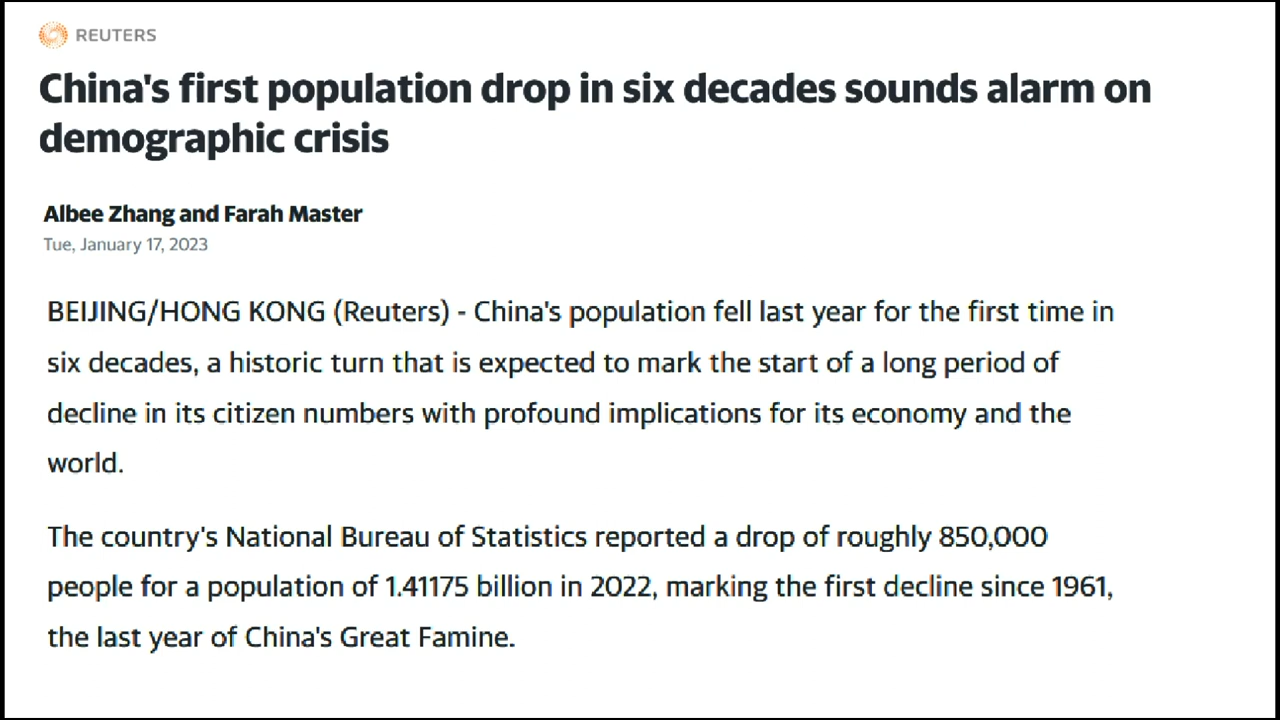 REUTERS
China's first population drop in six decades sounds alarm on
demographic crisis
Albee Zhang and Farah Master
Tue, January 17, 2023
BEIJING/HONG KONG (Reuters) - China's population fell last year for the first time in
six decades, a historic turn that is expected to mark the start of a long period of
decline in its citizen numbers with profound implications for its economy and the
world.
The country's National Bureau of Statistics reported a drop of roughly 850,000
people for a population of 1.41175 billion in 2022, marking the first decline since 1961,
the last year of China's Great Famine.